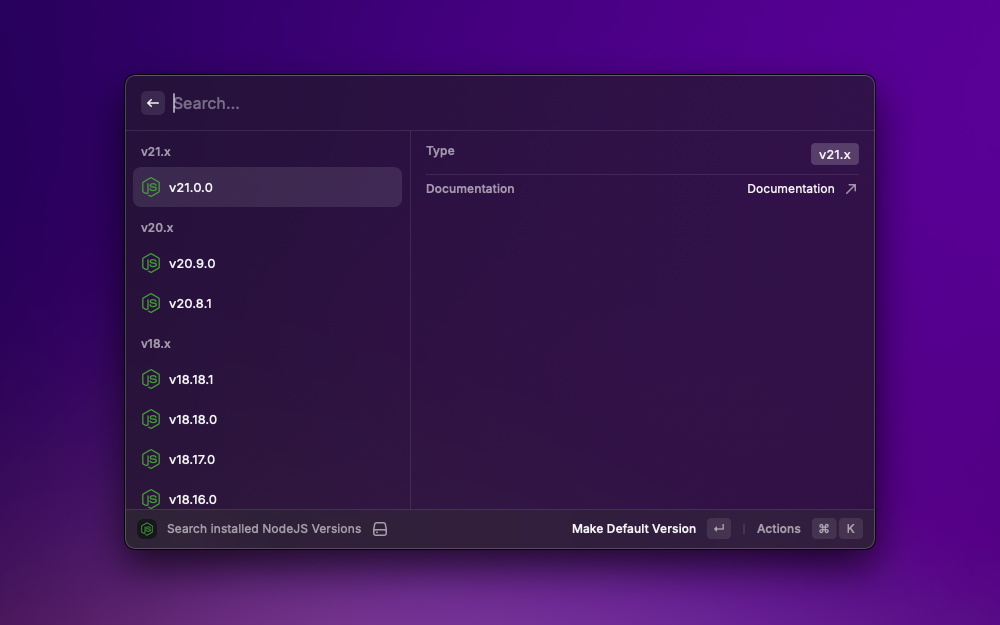 Search...
v21.x
v21.0.0
v20.x
v20.9.0
v20.8.1
v18.x
v18.18.1
v18.18.0
v18.17.0
v18.16.0
Type v21.x
Documentation Documentation
Search installed NodeJS Versions
Make Default Version ↵ | Actions ⌘ K